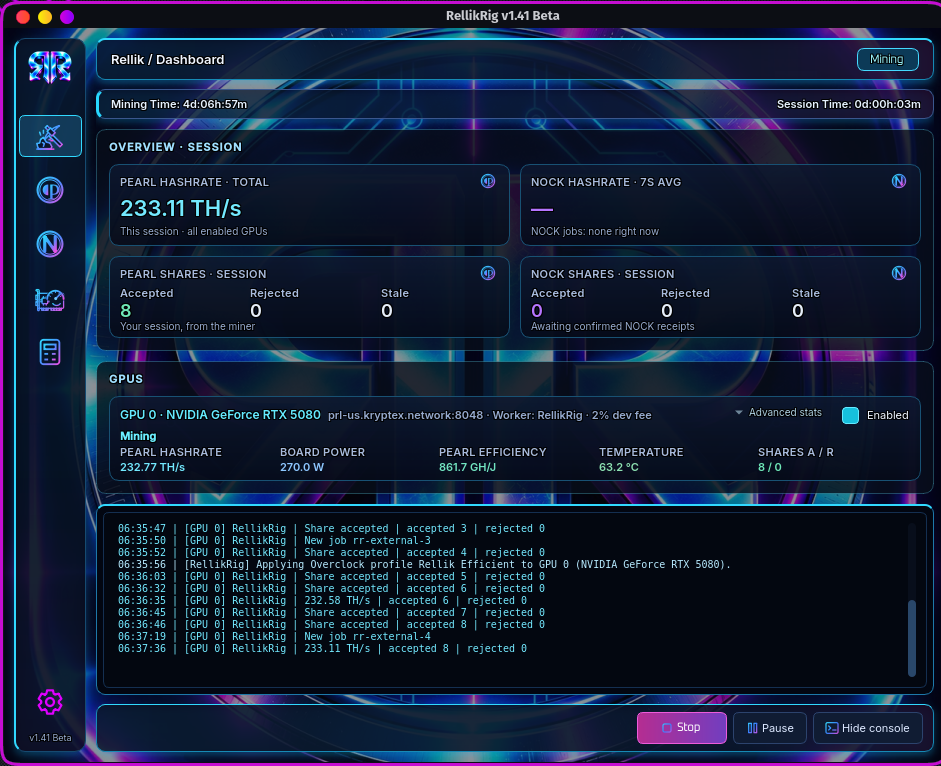 RellikRig v1.41 Beta
Rellik / Dashboard
Mining
Mining Time: 4d:06h:57m
Session Time: 0d:00h:03m
OVERVIEW · SESSION
PEARL HASHRATE · TOTAL
233.11 TH/s
This session · all enabled GPUs
NOCK HASHRATE · 7S AVG
—
NOCK jobs: none right now
PEARL SHARES · SESSION
Accepted Rejected Stale
8 0 0
Your session, from the miner
NOCK SHARES · SESSION
Accepted Rejected Stale
0 0 0
Awaiting confirmed NOCK receipts
GPUS
GPU 0 · NVIDIA GeForce RTX 5080 prl-us.kryptex.network:8048 · Worker: RellikRig · 2% dev fee
Advanced stats
Enabled
Mining
PEARL HASHRATE BOARD POWER PEARL EFFICIENCY TEMPERATURE SHARES A / R
232.77 TH/s 270.0 W 861.7 GH/J 63.2 °C 8 / 0
06:35:47 | [GPU 0] RellikRig | Share accepted | accepted 3 | rejected 0
06:35:50 | [GPU 0] RellikRig | New job rr-external-3
06:35:52 | [GPU 0] RellikRig | Share accepted | accepted 4 | rejected 0
06:35:56 | [RellikRig] Applying Overclock profile Rellik Efficient to GPU 0 (NVIDIA GeForce RTX 5080).
06:36:03 | [GPU 0] RellikRig | Share accepted | accepted 5 | rejected 0
06:36:32 | [GPU 0] RellikRig | Share accepted | accepted 6 | rejected 0
06:36:35 | [GPU 0] RellikRig | 232.58 TH/s | accepted 6 | rejected 0
06:36:45 | [GPU 0] RellikRig | Share accepted | accepted 7 | rejected 0
06:36:46 | [GPU 0] RellikRig | Share accepted | accepted 8 | rejected 0
06:37:19 | [GPU 0] RellikRig | New job rr-external-4
06:37:36 | [GPU 0] RellikRig | 233.11 TH/s | accepted 8 | rejected 0
v1.41 Beta
Stop
Pause
Hide console